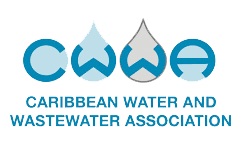 CWWA
CARIBBEAN WATER AND
WASTEWATER ASSOCIATION